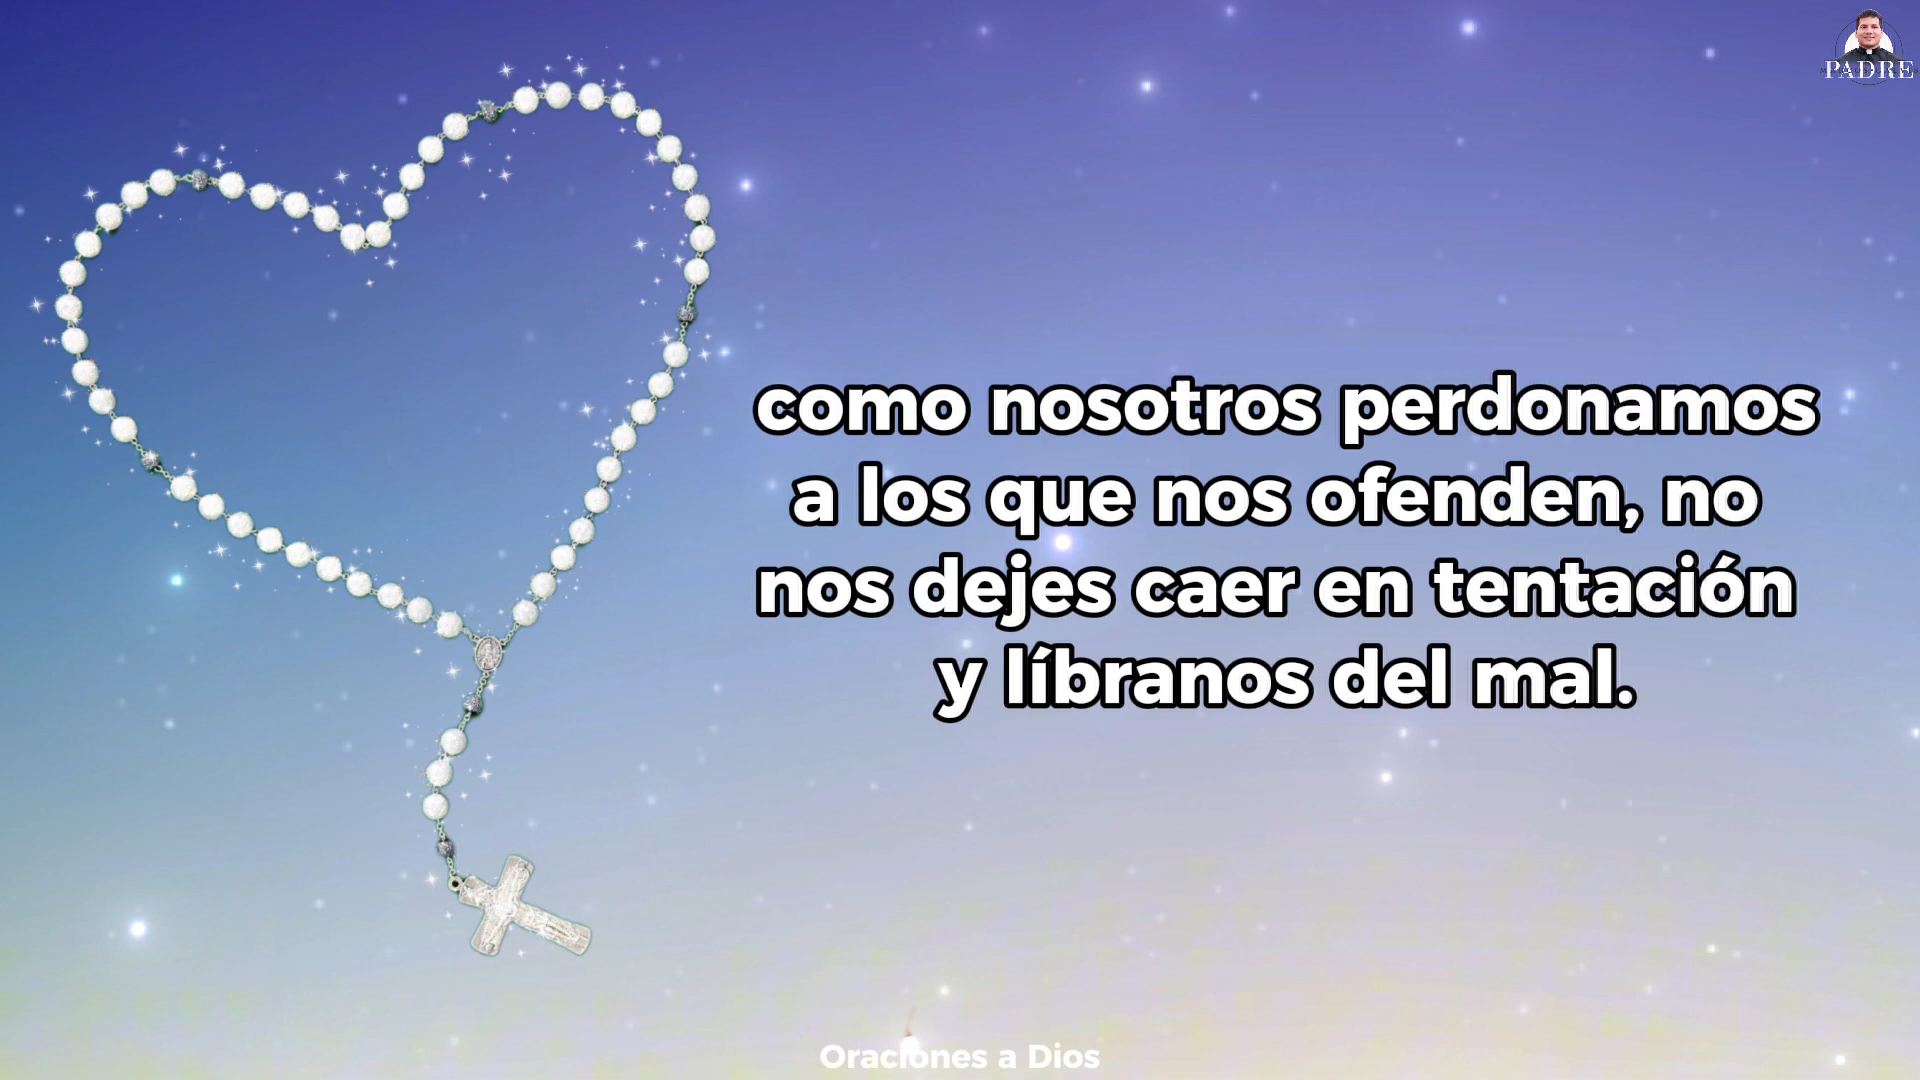 PADRE
como nosotros perdonamos
a los que nos ofenden, no
nos dejes caer en tentación
y líbranos del mal.
Oraciones a Dios